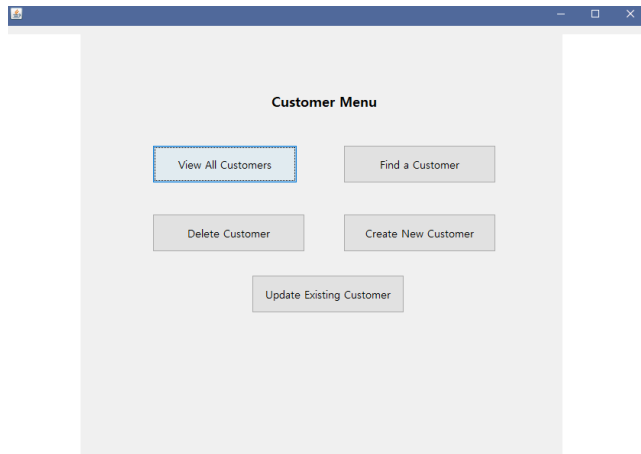 Customer Menu
View All Customers
Find a Customer
Delete Customer
Create New Customer
Update Existing Customer